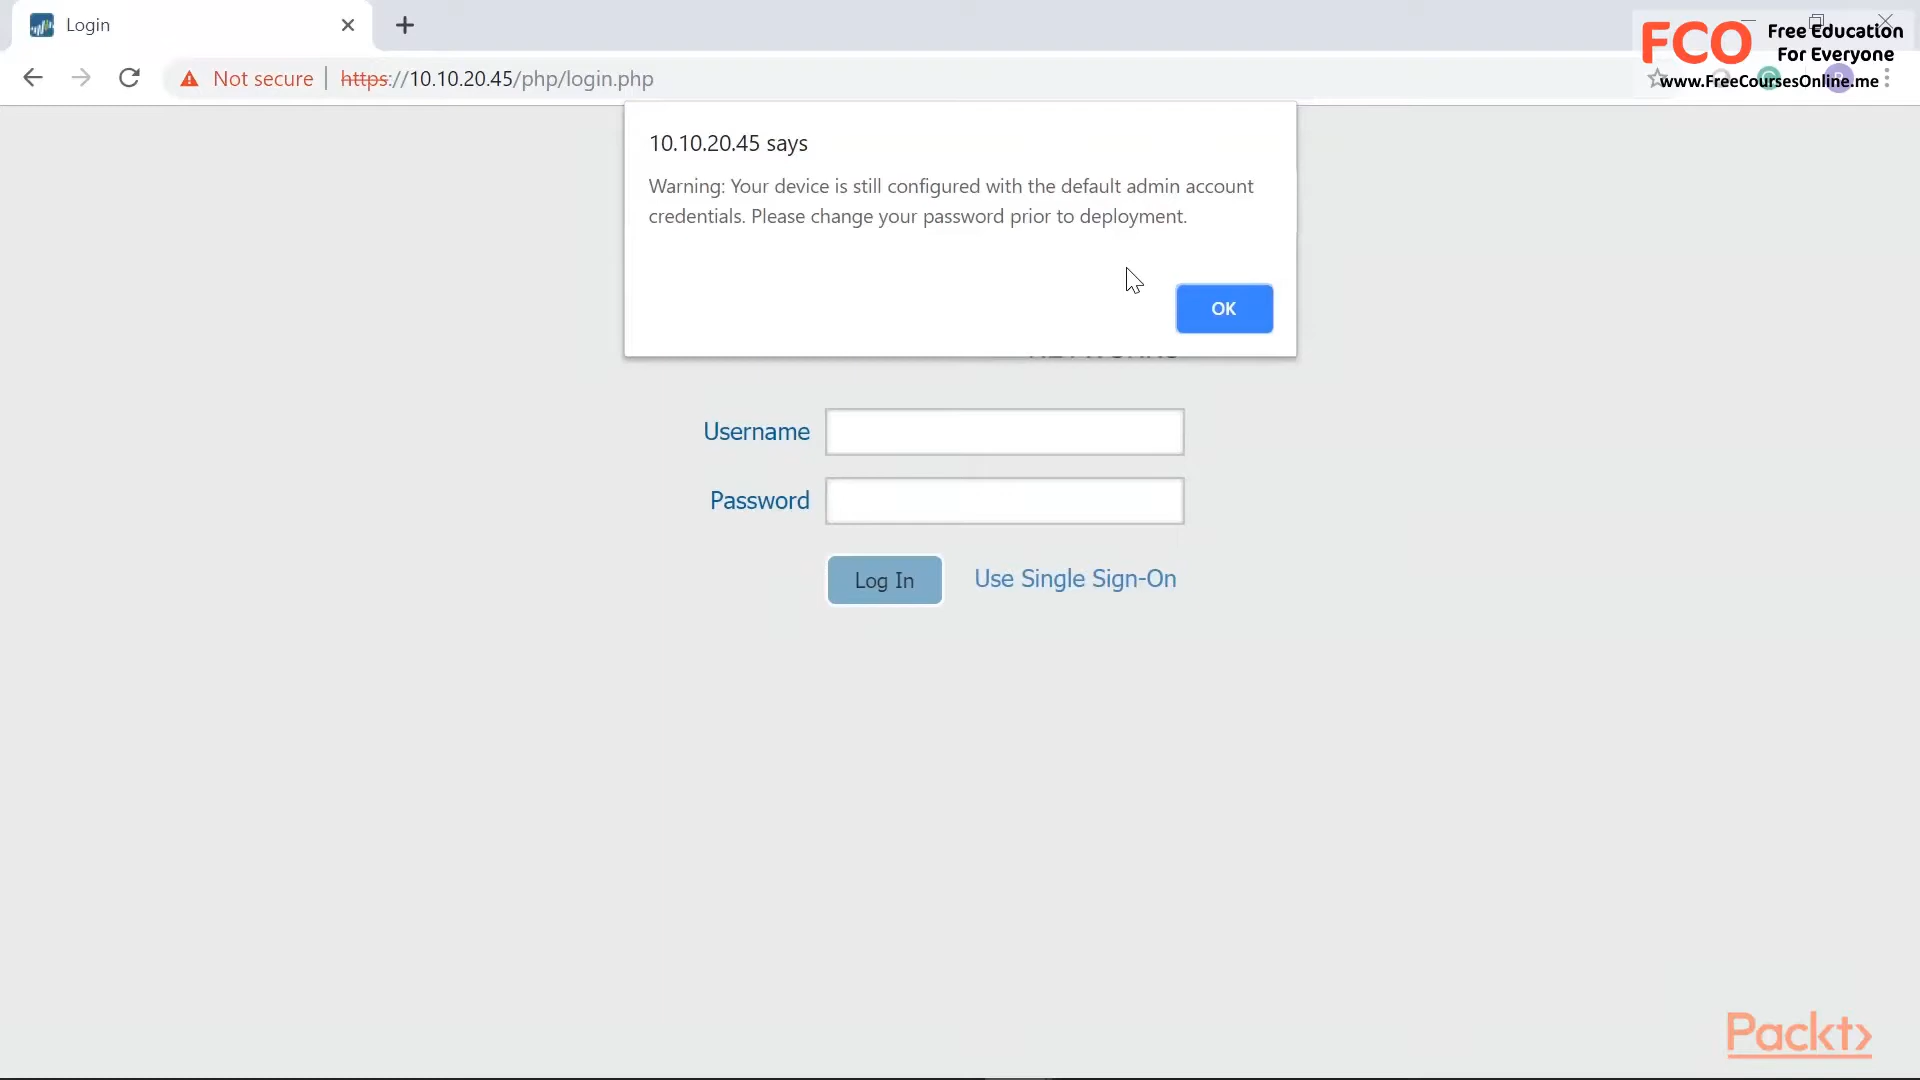 Login
FCO Free Education
For Everyone
www.FreeCoursesOnline.me
Not secure https://10.10.20.45/php/login.php
10.10.20.45 says
Warning: Your device is still configured with the default admin account
credentials. Please change your password prior to deployment.
OK
Username
Password
Log In Use Single Sign-On
Packt>